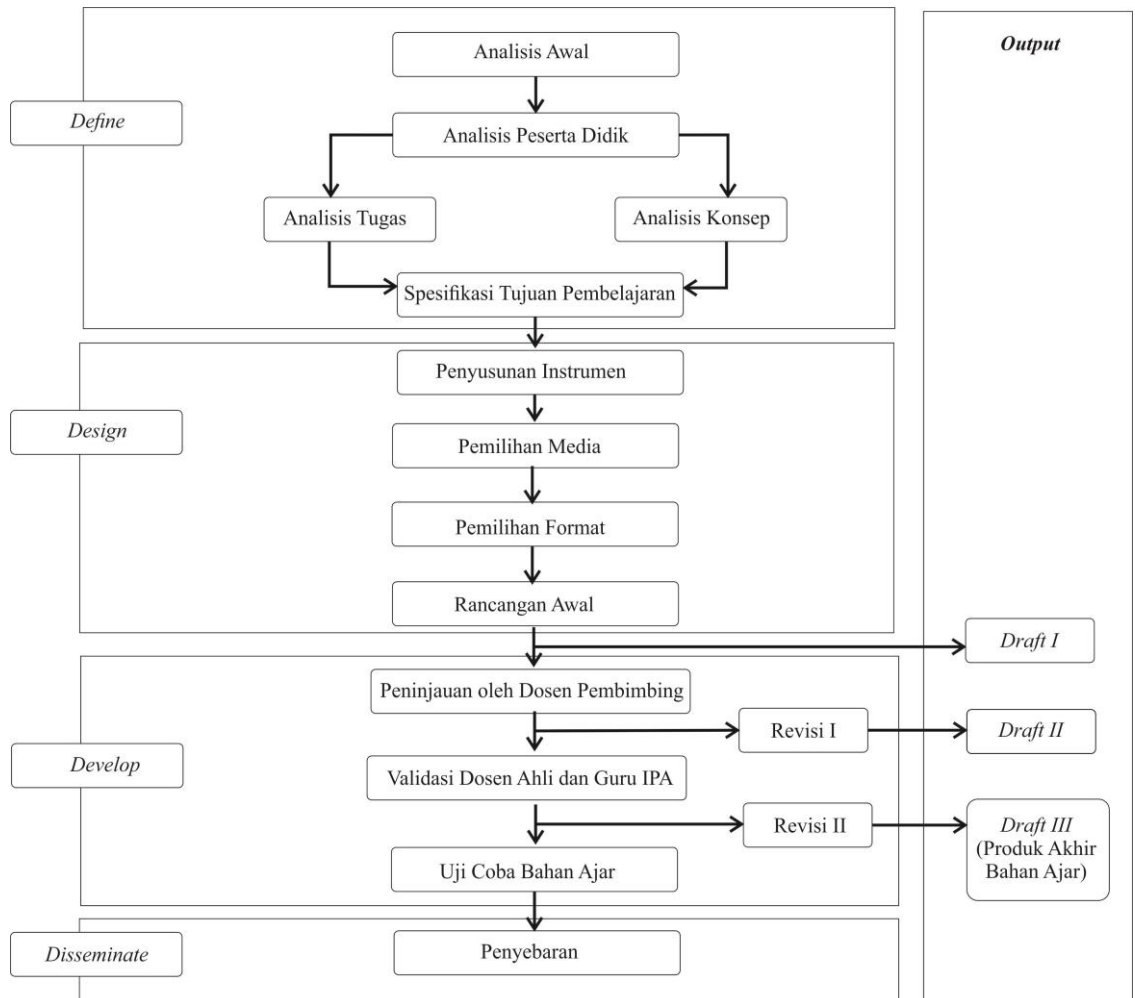 Output
Analisis Awal
Define
Analisis Peserta Didik
Analisis Tugas
Analisis Konsep
Spesifikasi Tujuan Pembelajaran
Penyusunan Instrumen
Design
Pemilihan Media
Pemilihan Format
Rancangan Awal
Draft I
Peninjauan oleh Dosen Pembimbing
Revisi I
Draft II
Develop
Validasi Dosen Ahli dan Guru IPA
Revisi II
Draft III
(Produk Akhir
Bahan Ajar)
Uji Coba Bahan Ajar
Disseminate
Penyebaran